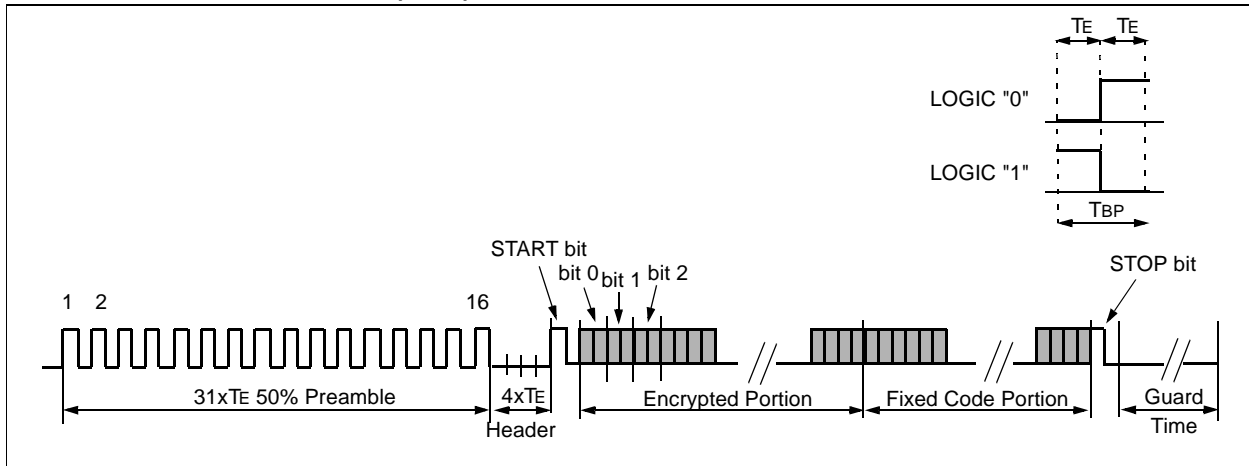 TE TE
LOGIC "0"
LOGIC "1"
TBP
START bit
bit 0 bit 1 bit 2
STOP bit
1 2 16
31xTE 50% Preamble
4xTE
Header
Encrypted Portion
Fixed Code Portion
Guard
Time